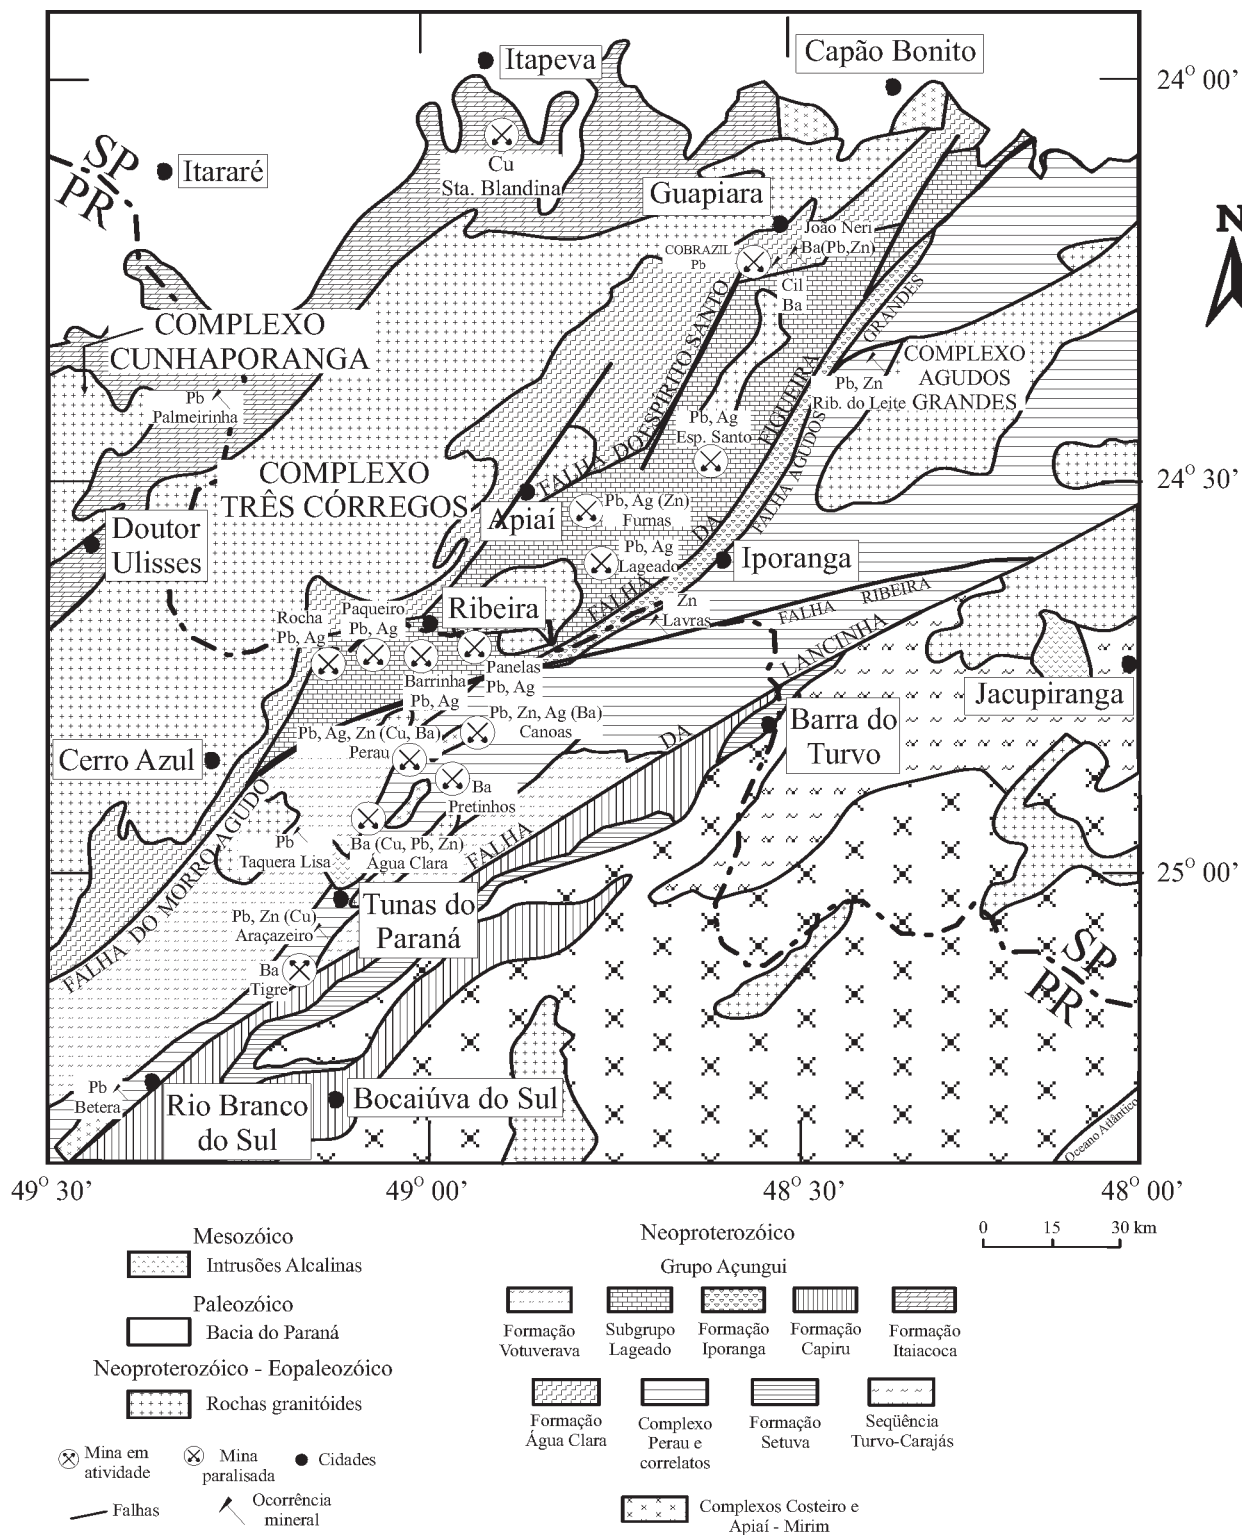 Itapeva
Capão Bonito
24° 00'
SP
PR
Itararé
Cu
Sta. Blandina
Guapiara
N
COBRAZIL
Pb
João Neri
Ba(Pb,Zn)
Cil
Ba
COMPLEXO
CUNHAPORANGA
FALHA DO ESPÍRITO SANTO
GRANDES
COMPLEXO
AGUDOS
GRANDES
Pb
Palmeirinha
Pb, Zn
Rib. do Leite
Pb, Ag
Esp. Santo
FIGUEIRA
FALHA AGUDOS
COMPLEXO
TRÊS CÓRREGOS
24° 30'
Apiaí
Pb, Ag (Zn)
Furnas
DA
Doutor
Ulisses
Pb, Ag
Lageado
Iporanga
FALHA
Paqueiro
Pb, Ag
Ribeira
Rocha
Pb, Ag
Zn
Lavras
FALHA RIBEIRA
LANCINHA
Panelas
Pb, Ag
Barrinha
Pb, Ag
Jacupiranga
Pb, Zn, Ag (Ba)
Canoas
Pb, Ag, Zn (Cu, Ba)
Perau
DA
Barra do
Turvo
Cerro Azul
Ba
Pretinhos
Pb
Taquera Lisa
Ba (Cu, Pb, Zn)
Água Clara
FALHA
25° 00'
FALHA DO MORRO AGUDO
Tunas do
Paraná
Pb, Zn (Cu)
Araçazeiro
Ba
Tigre
SP
PR
Pb
Betera
Rio Branco
do Sul
Bocaiúva do Sul
Oceano Atlântico
49° 30'
49° 00'
48° 30'
48° 00'
Mesozóico
Intrusões Alcalinas
Paleozóico
Bacia do Paraná
Neoproterozóico - Eopaleozóico
Rochas granitóides
Mina em
atividade
Mina
paralisada
Cidades
Falhas
Ocorrência
mineral
Neoproterozóico
Grupo Açungui
0 15 30 km
Formação
Votuverava
Subgrupo
Lageado
Formação
Iporanga
Formação
Capiru
Formação
Itaiacoca
Formação
Água Clara
Complexo
Perau e
correlatos
Formação
Setuva
Seqüência
Turvo-Carajás
Complexos Costeiro e
Apiaí - Mirim